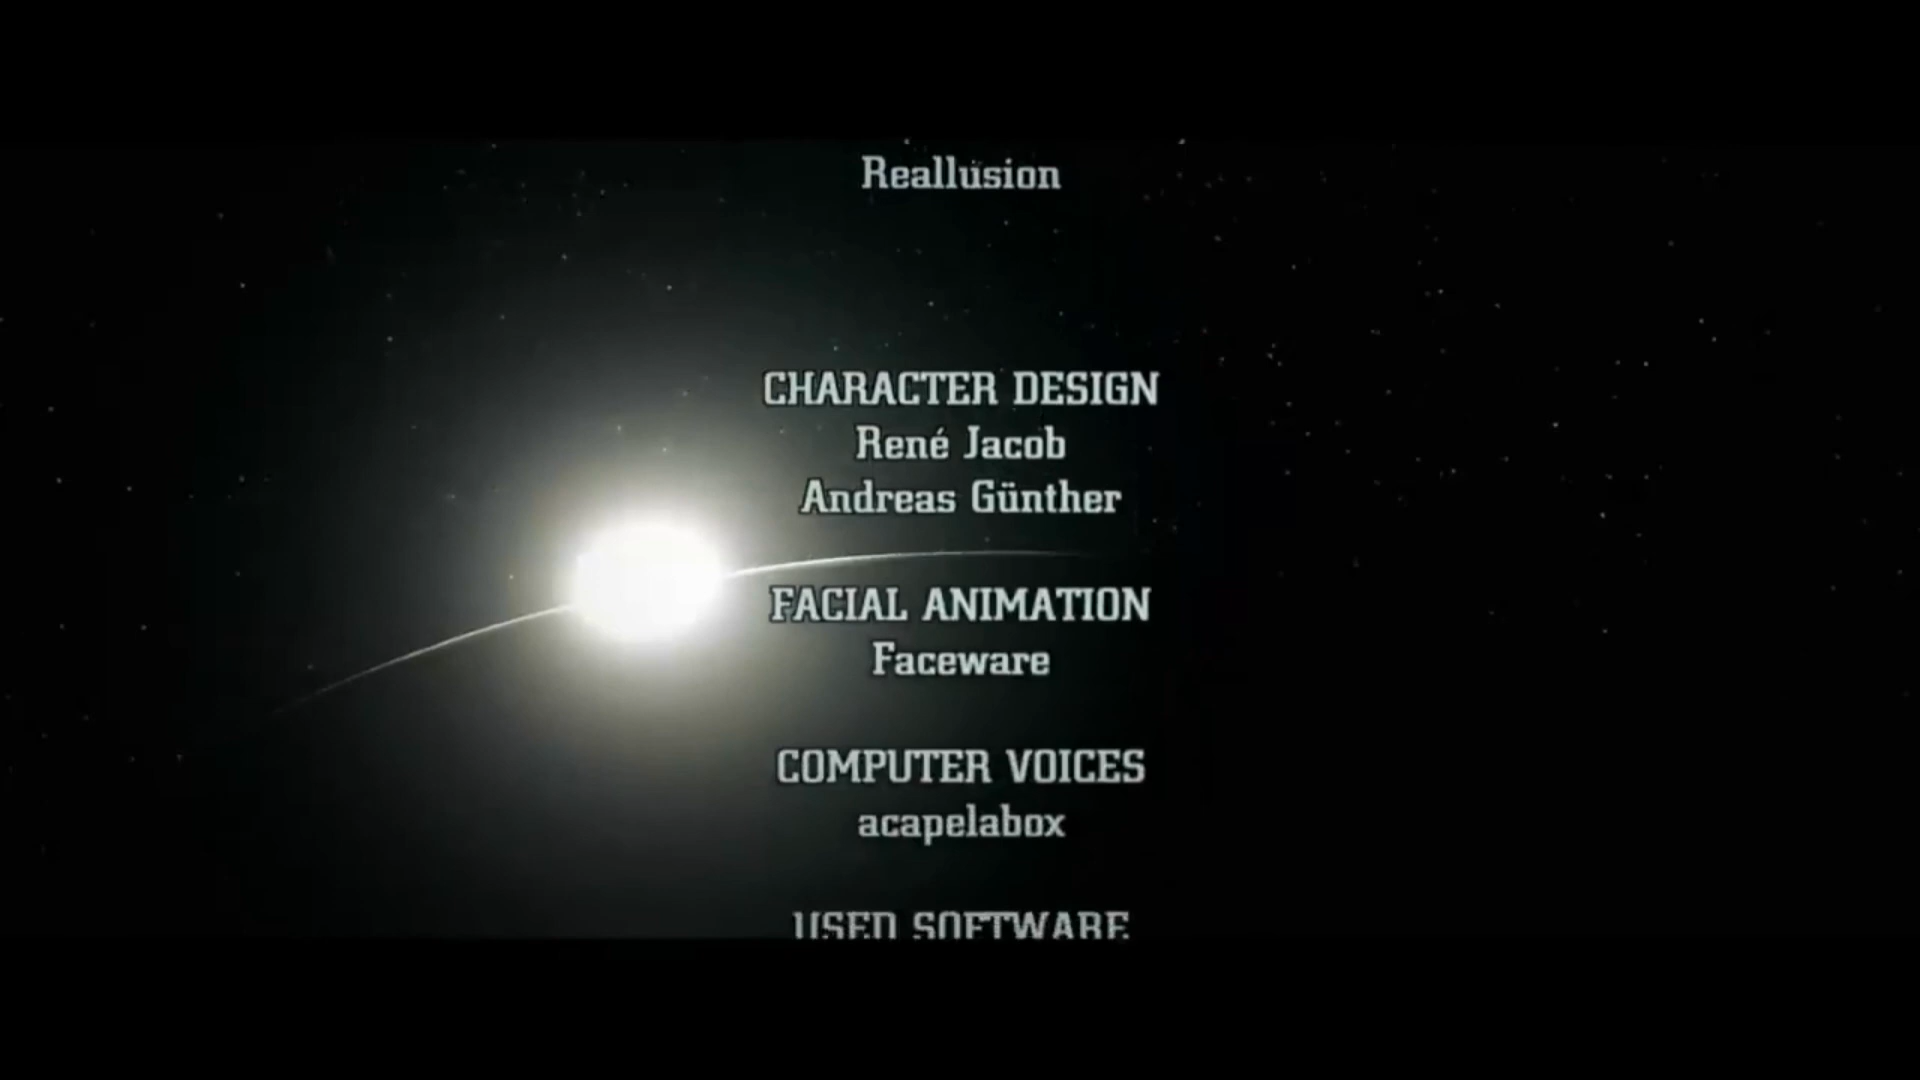 Reallusion
CHARACTER DESIGN
René Jacob
Andreas Günther
FACIAL ANIMATION
Faceware
COMPUTER VOICES
acapelabox
USED SOFTWARE